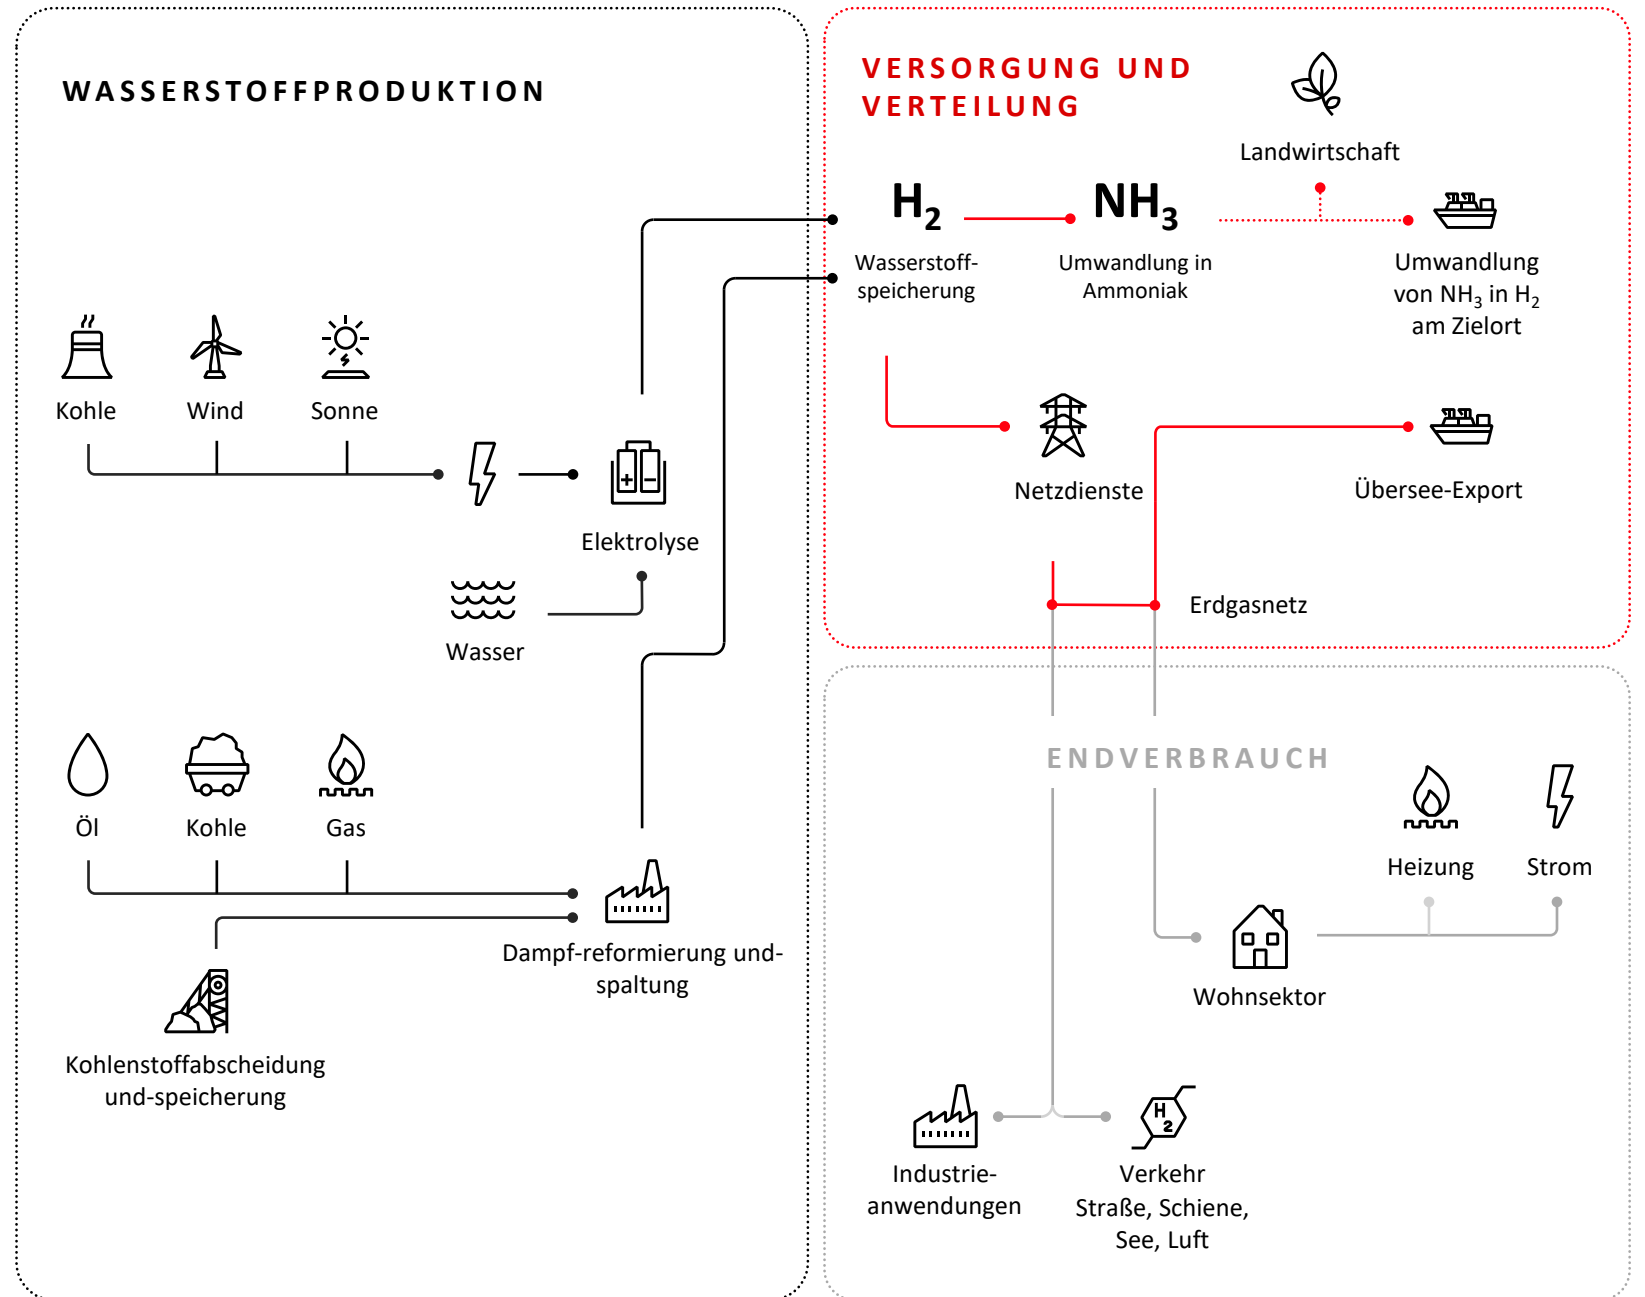 WASSERSTOFFPRODUKTION
Kohle
Wind
Sonne
Elektrolyse
Wasser
Öl
Kohle
Gas
Dampf-reformierung und-
spaltung
Kohlenstoffabscheidung
und-speicherung
VERSORGUNG UND
VERTEILUNG
Landwirtschaft
H₂
NH₃
Wasserstoff-
speicherung
Umwandlung in
Ammoniak
Umwandlung
von NH₃ in H₂
am Zielort
Netzdienste
Übersee-Export
Erdgasnetz
ENDVERBRAUCH
Heizung
Strom
Wohnsektor
Industrie-
anwendungen
H
2
Verkehr
Straße, Schiene,
See, Luft